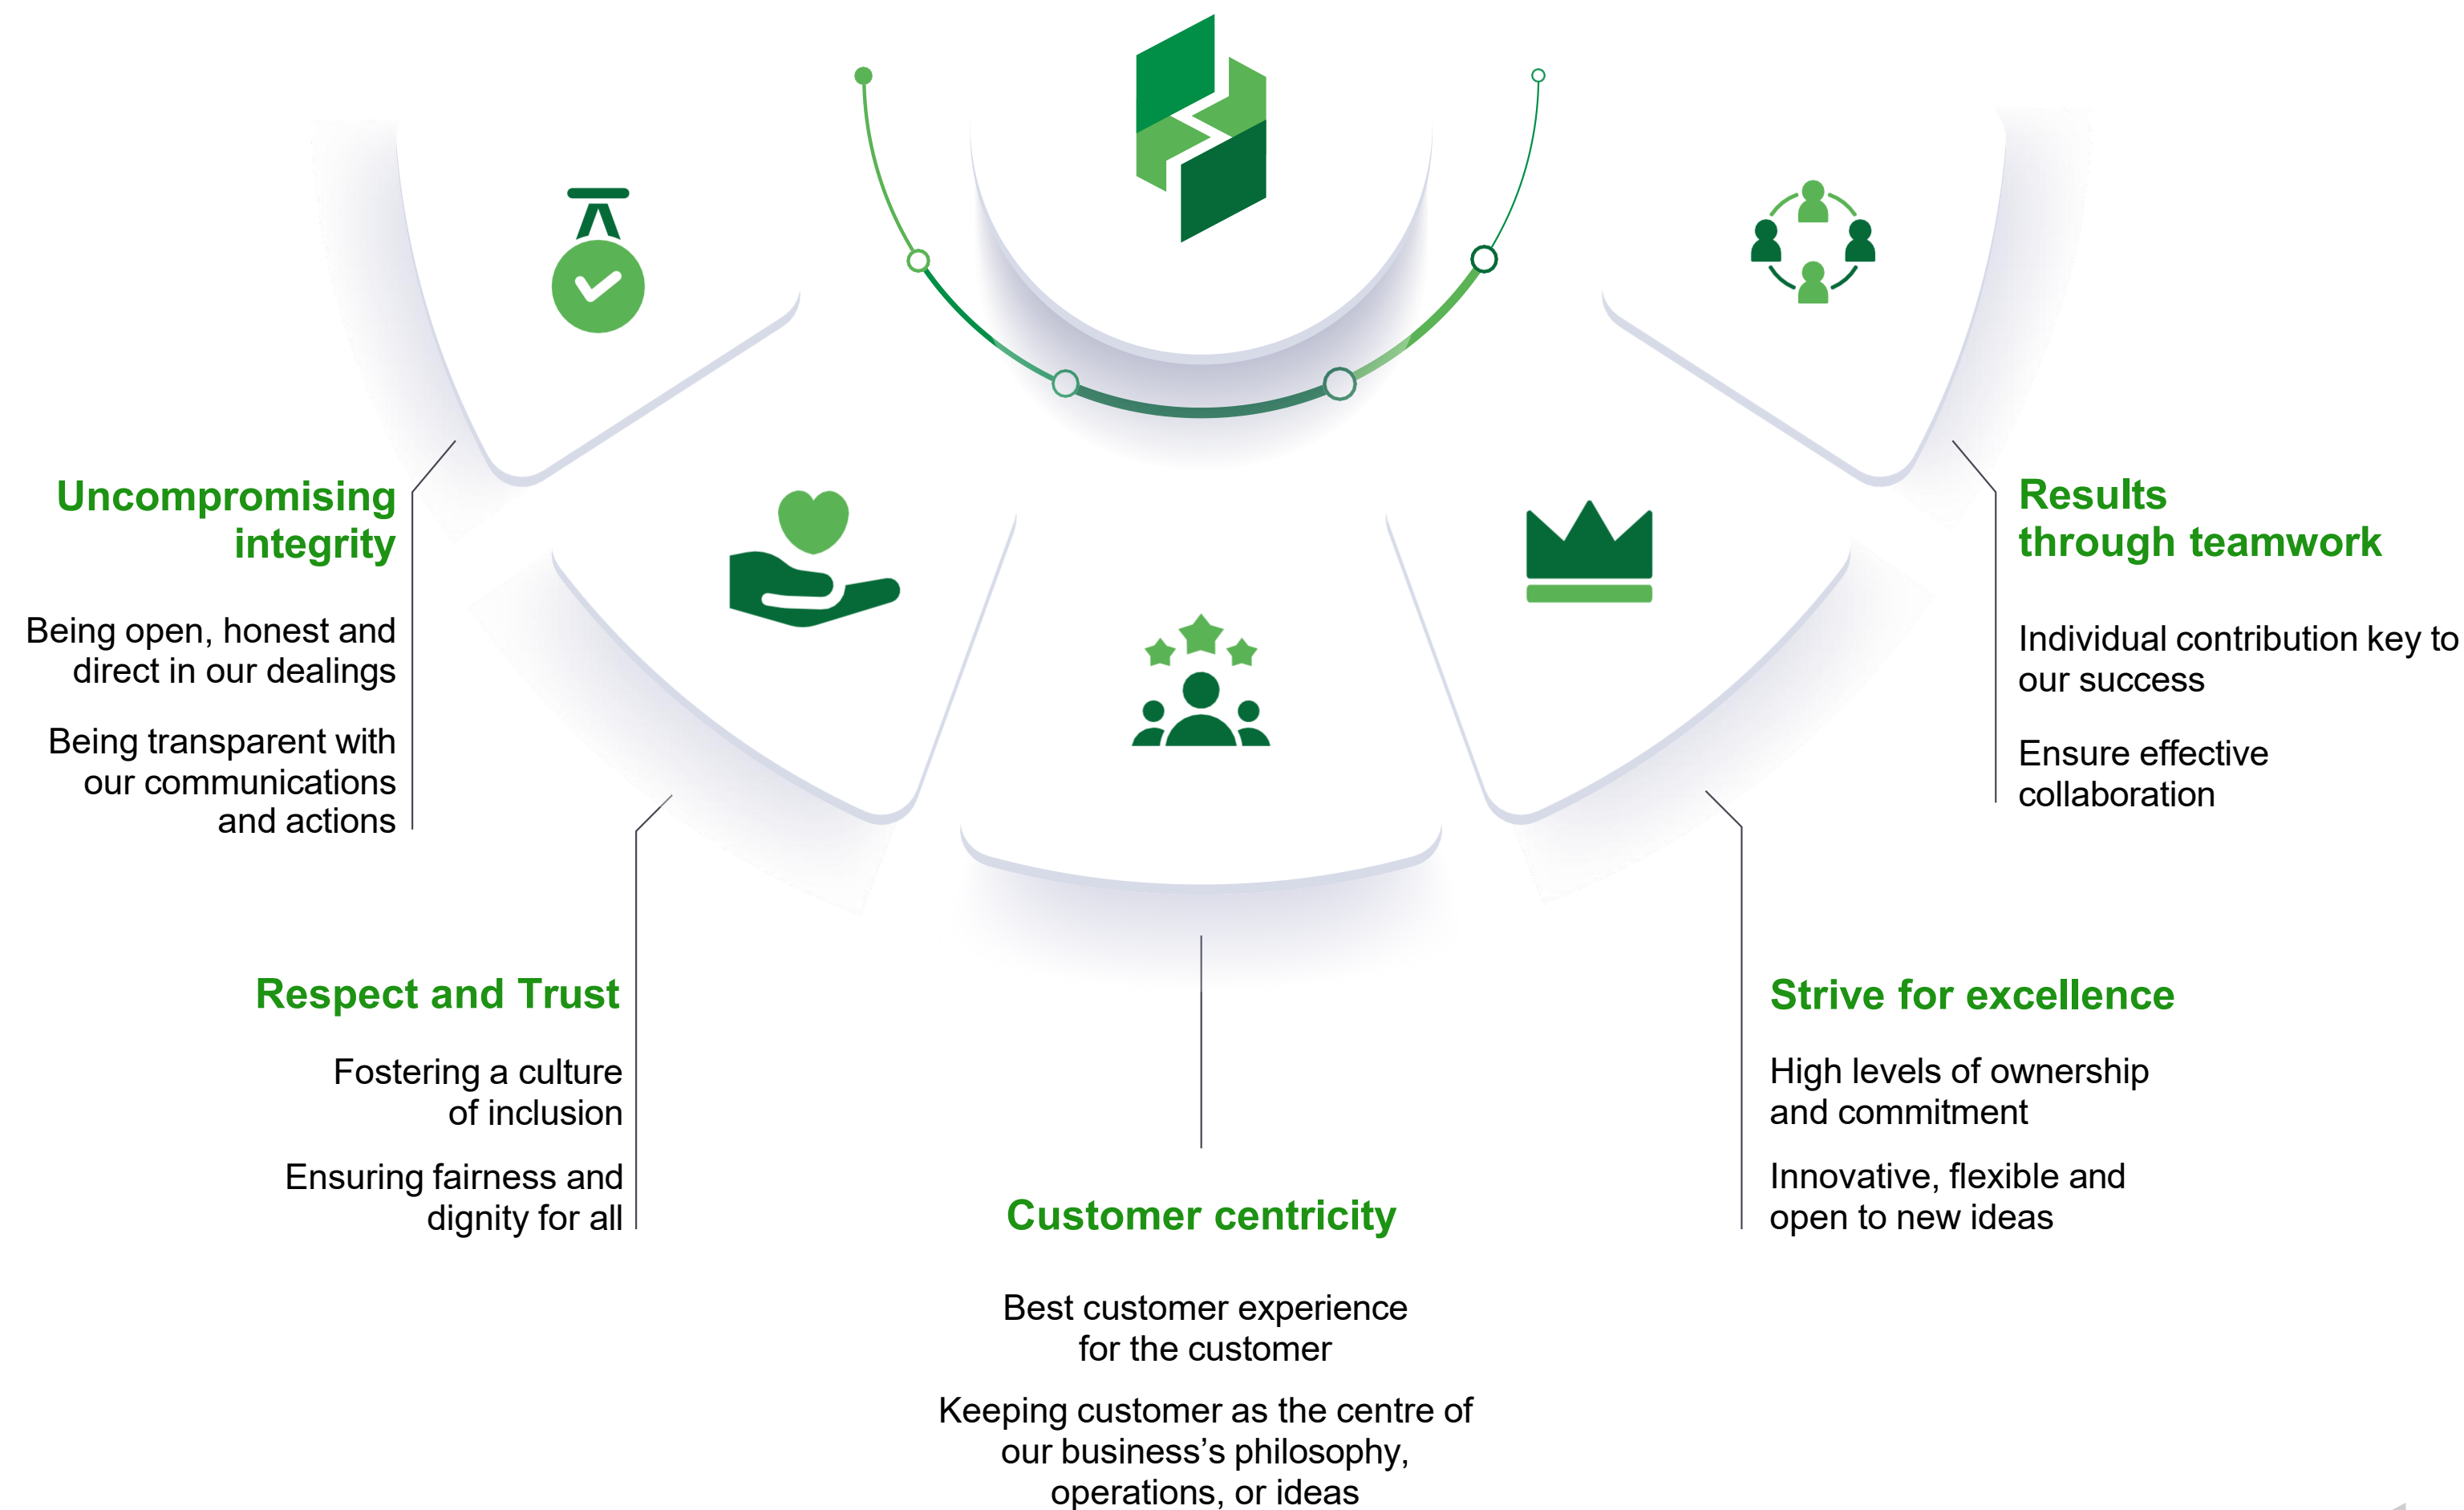 Uncompromising
integrity
Being open, honest and
direct in our dealings
Being transparent with
our communications
and actions
Respect and Trust
Fostering a culture
of inclusion
Ensuring fairness and
dignity for all
Customer centricity
Best customer experience
for the customer
Keeping customer as the centre of
our business’s philosophy,
operations, or ideas
Strive for excellence
High levels of ownership
and commitment
Innovative, flexible and
open to new ideas
Results
through teamwork
Individual contribution key to
our success
Ensure effective
collaboration